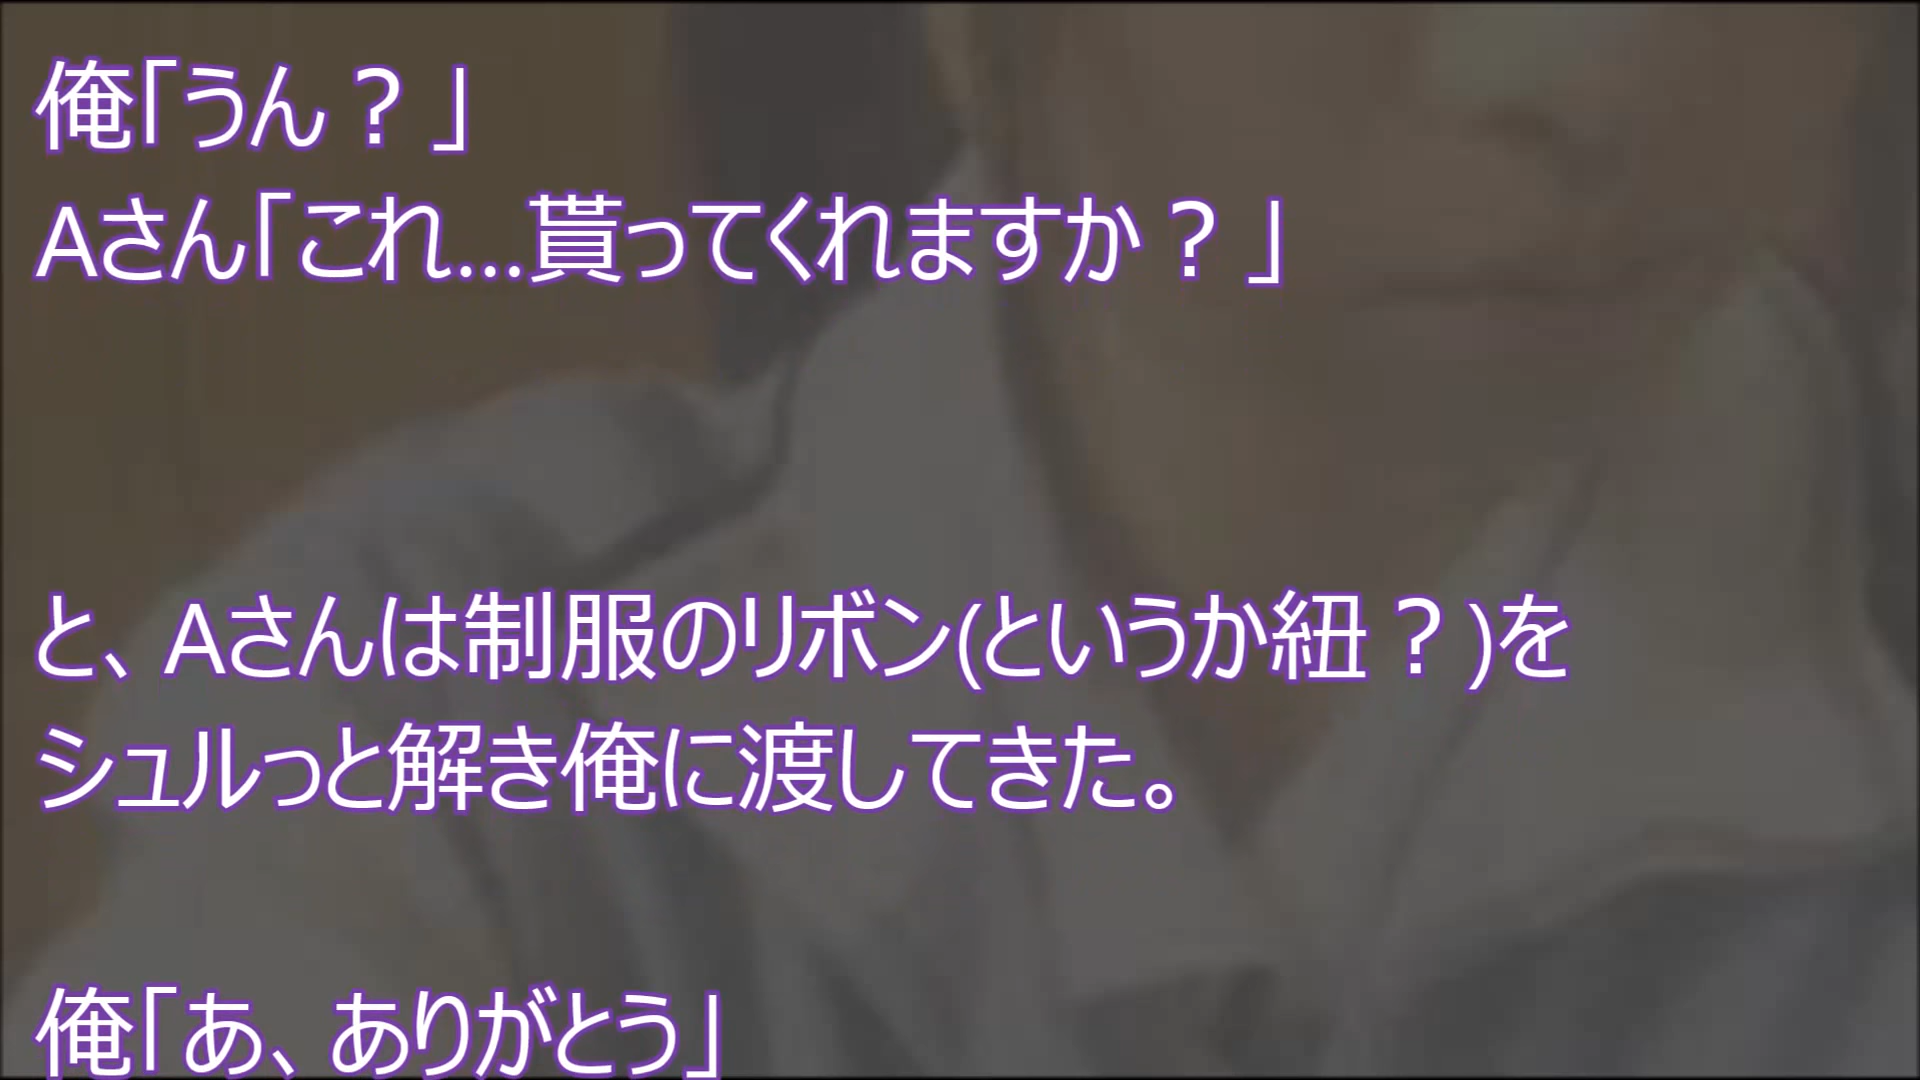 俺「うん？」
Aさん「これ…貰ってくれますか？」
と、Aさんは制服のリボン(というか紐？)を
シュルっと解き俺に渡してきた。
俺「あ、ありがとう」